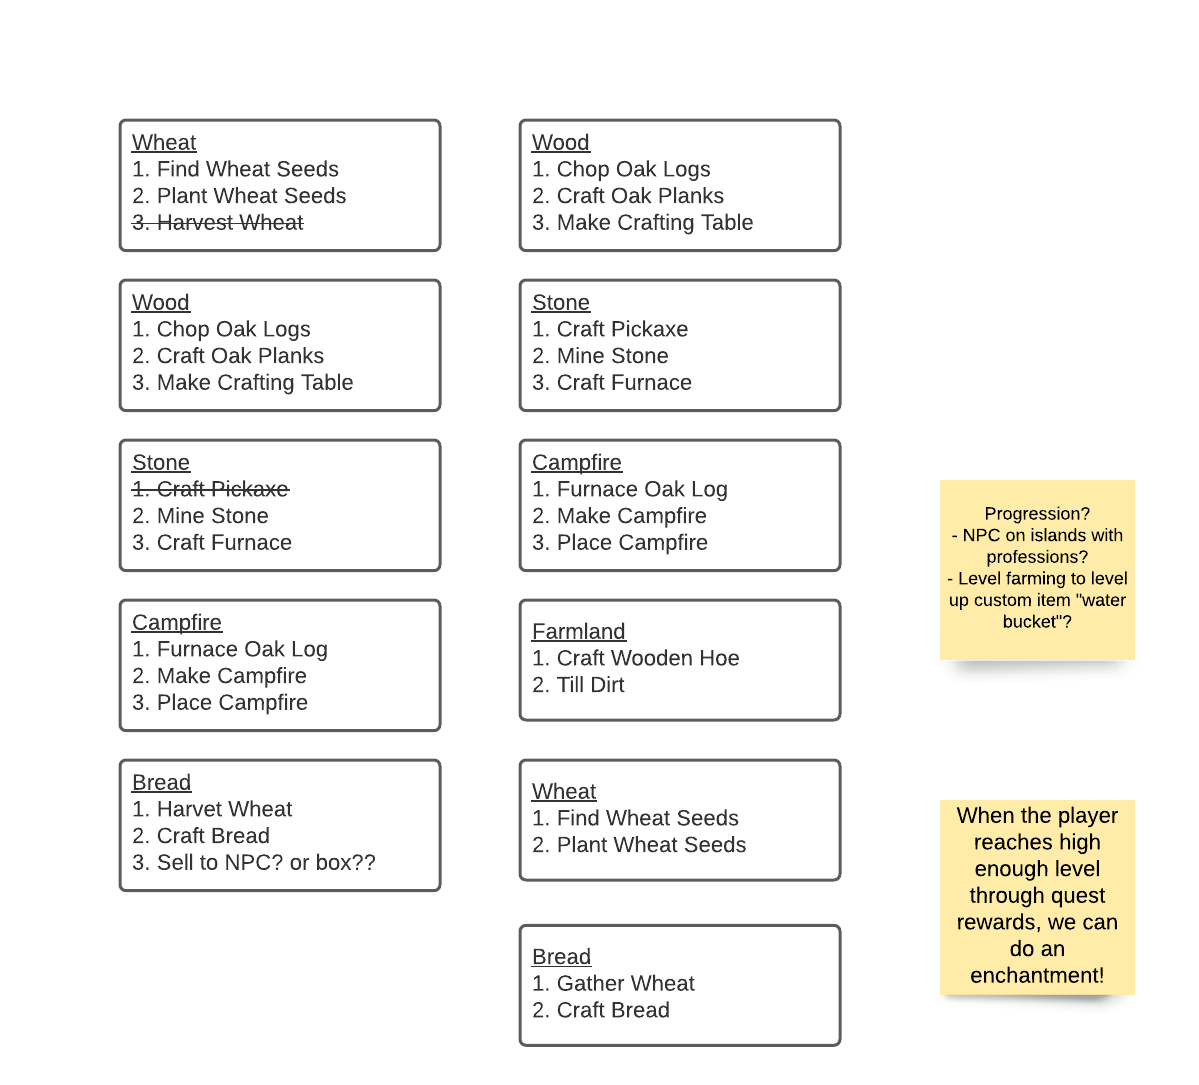 Wheat
1. Find Wheat Seeds
2. Plant Wheat Seeds
3. Harvest Wheat
Wood
1. Chop Oak Logs
2. Craft Oak Planks
3. Make Crafting Table
Stone
1. Craft Pickaxe
2. Mine Stone
3. Craft Furnace
Campfire
1. Furnace Oak Log
2. Make Campfire
3. Place Campfire
Bread
1. Harvet Wheat
2. Craft Bread
3. Sell to NPC? or box??
Wood
1. Chop Oak Logs
2. Craft Oak Planks
3. Make Crafting Table
Stone
1. Craft Pickaxe
2. Mine Stone
3. Craft Furnace
Campfire
1. Furnace Oak Log
2. Make Campfire
3. Place Campfire
Farmland
1. Craft Wooden Hoe
2. Till Dirt
Wheat
1. Find Wheat Seeds
2. Plant Wheat Seeds
Bread
1. Gather Wheat
2. Craft Bread
Progression?
- NPC on islands with
professions?
- Level farming to level
up custom item "water
bucket"?
When the player
reaches high
enough level
through quest
rewards, we can
do an
enchantment!